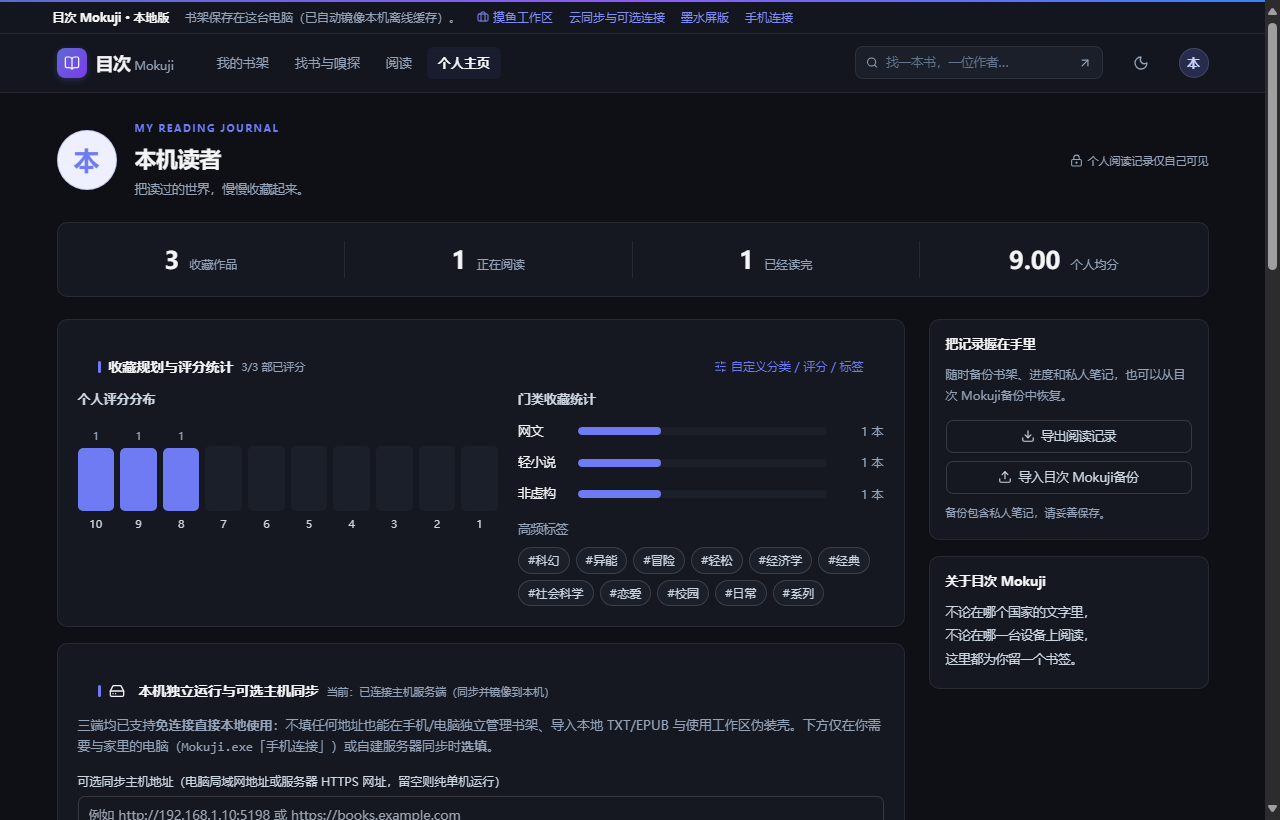 目次 Mokuji · 本地版 书架保存在这台电脑（已自动镜像本机离线缓存）。 摸鱼工作区 云同步与可选连接 墨水屏版 手机连接
目次 Mokuji 我的书架 找书与嗅探 阅读 个人主页 找一本书，一位作者... 本
本
MY READING JOURNAL
本机读者
把读过的世界，慢慢收藏起来。
个人阅读记录仅自己可见
3 收藏作品 1 正在阅读 1 已经读完 9.00 个人均分
收藏规划与评分统计 3/3 部已评分 自定义分类 / 评分 / 标签
个人评分分布
1 1 1
10 9 8 7 6 5 4 3 2 1
门类收藏统计
网文 1 本
轻小说 1 本
非虚构 1 本
高频标签
#科幻 #异能 #冒险 #轻松 #经济学 #经典
#社会科学 #恋爱 #校园 #日常 #系列
把记录握在手里
随时备份书架、进度和私人笔记，也可以从目
次 Mokuji备份中恢复。
导出阅读记录
导入目次 Mokuji备份
备份包含私人笔记，请妥善保存。
关于目次 Mokuji
不论在哪个国家的文字里，
不论在哪一台设备上阅读，
这里都为你留一个书签。
本机独立运行与可选主机同步 当前：已连接主机服务端（同步并镜像到本机）
三端均已支持免连接直接本地使用：不填任何地址也能在手机/电脑独立管理书架、导入本地 TXT/EPUB 与使用工作区伪装壳。下方仅在你需
要与家里的电脑（Mokuji.exe「手机连接」）或自建服务器同步时选填。
可选同步主机地址（电脑局域网地址或服务器 HTTPS 网址，留空则纯单机运行）
例如 http://192.168.1.10:5198 或 https://books.example.com